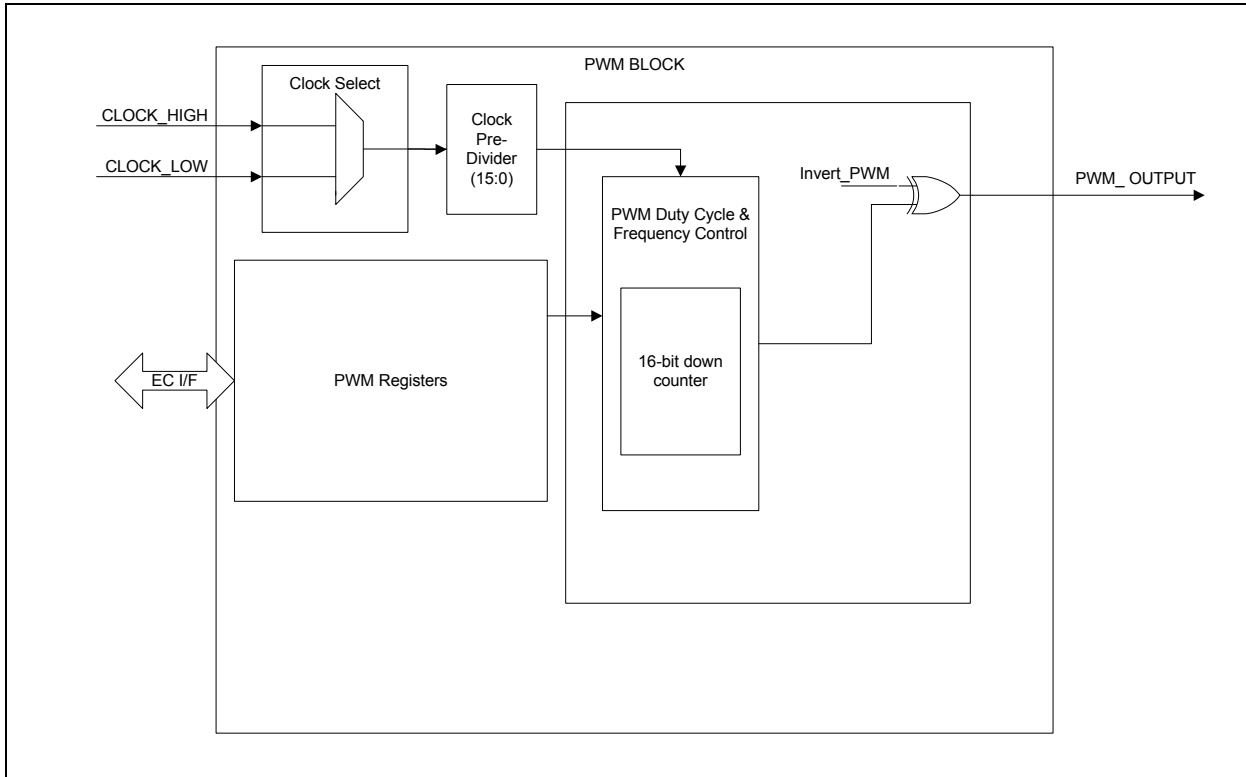 PWM BLOCK
Clock Select
CLOCK_HIGH
CLOCK_LOW
Clock
Pre-
Divider
(15:0)
Invert_PWM
PWM_ OUTPUT
PWM Duty Cycle &
Frequency Control
16-bit down
counter
EC I/F
PWM Registers